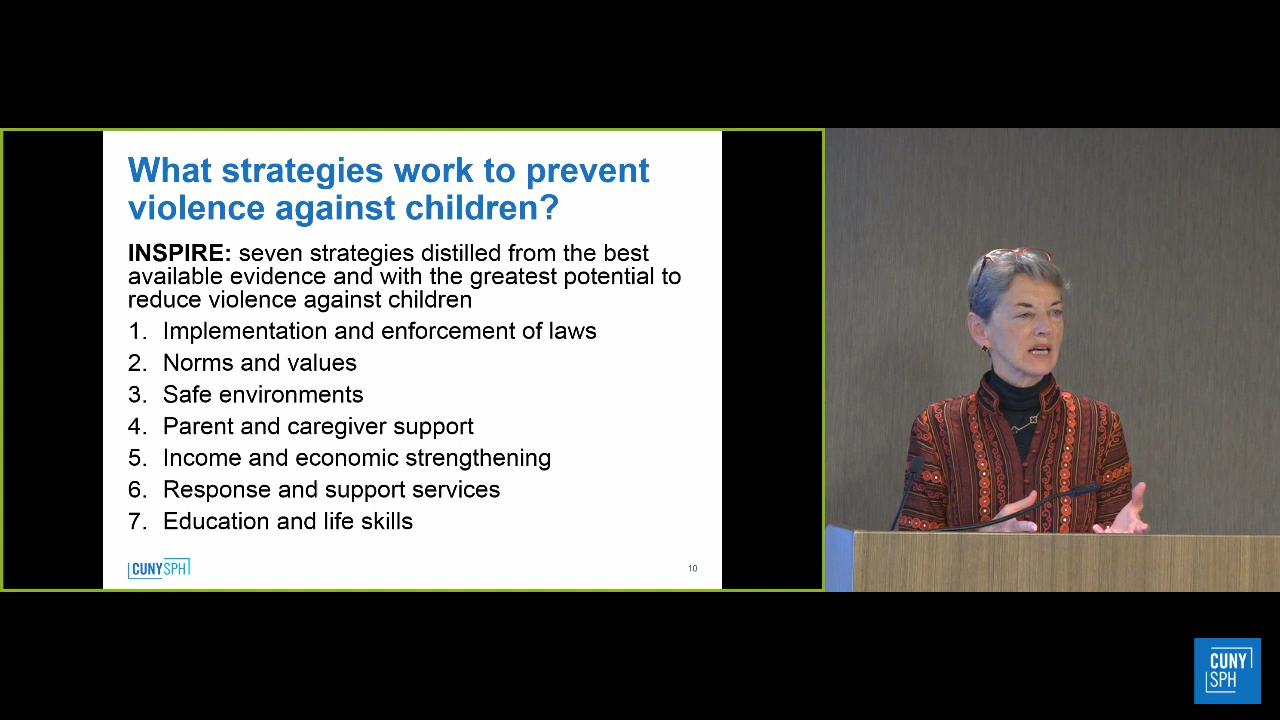 What strategies work to prevent
violence against children?
INSPIRE: seven strategies distilled from the best
available evidence and with the greatest potential to
reduce violence against children
1. Implementation and enforcement of laws
2. Norms and values
3. Safe environments
4. Parent and caregiver support
5. Income and economic strengthening
6. Response and support services
7. Education and life skills
CUNYSPH
10
CUNY
SPH